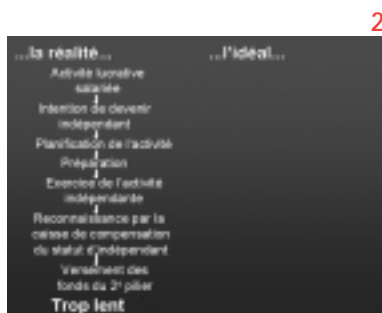 2
...la réalité...
...l'idéal...
Activité lucrative
salariée
Intention de devenir
indépendant
Planification de l'activité
Préparation
Exercice de l'activité
indépendante
Reconnaissance par la
caisse de compensation
du statut d'indépendant
Versement des
fonds du 2e pilier
Trop lent